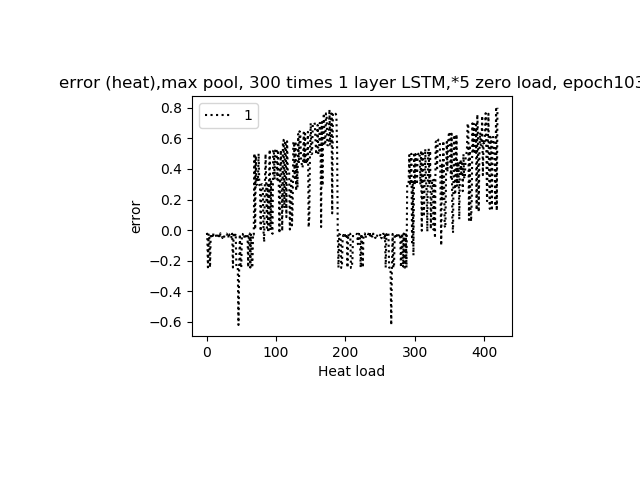 error (heat),max pool, 300 times 1 layer LSTM,*5 zero load, epoch103
1
0.8
0.6
0.4
0.2
0.0
−0.2
−0.4
−0.6
error
0 100 200 300 400
Heat load